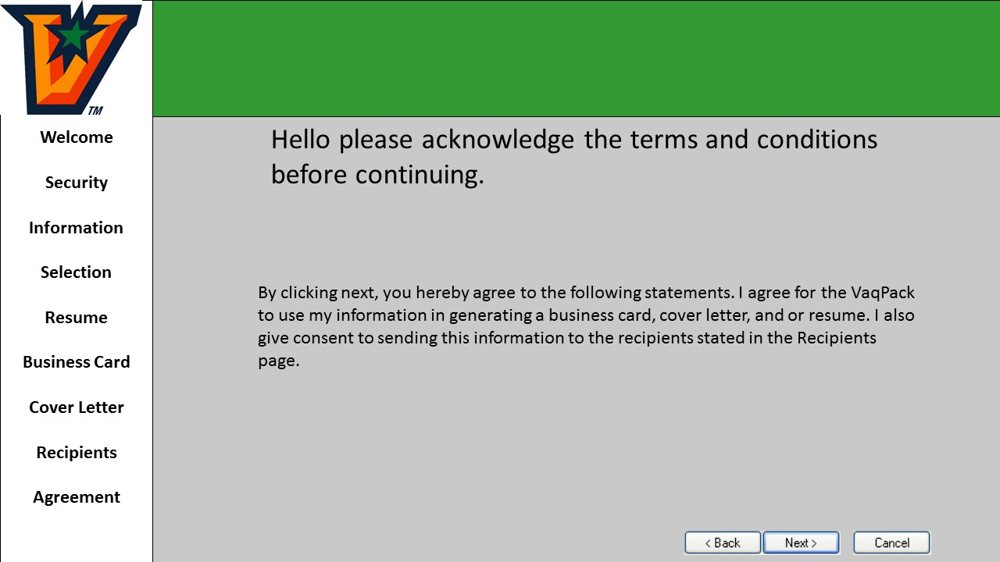 TM
Welcome
Security
Information
Selection
Resume
Business Card
Cover Letter
Recipients
Agreement
Hello please acknowledge the terms and conditions
before continuing.
By clicking next, you hereby agree to the following statements. I agree for the VaqPack
to use my information in generating a business card, cover letter, and or resume. I also
give consent to sending this information to the recipients stated in the Recipients
page.
< Back
Next >
Cancel